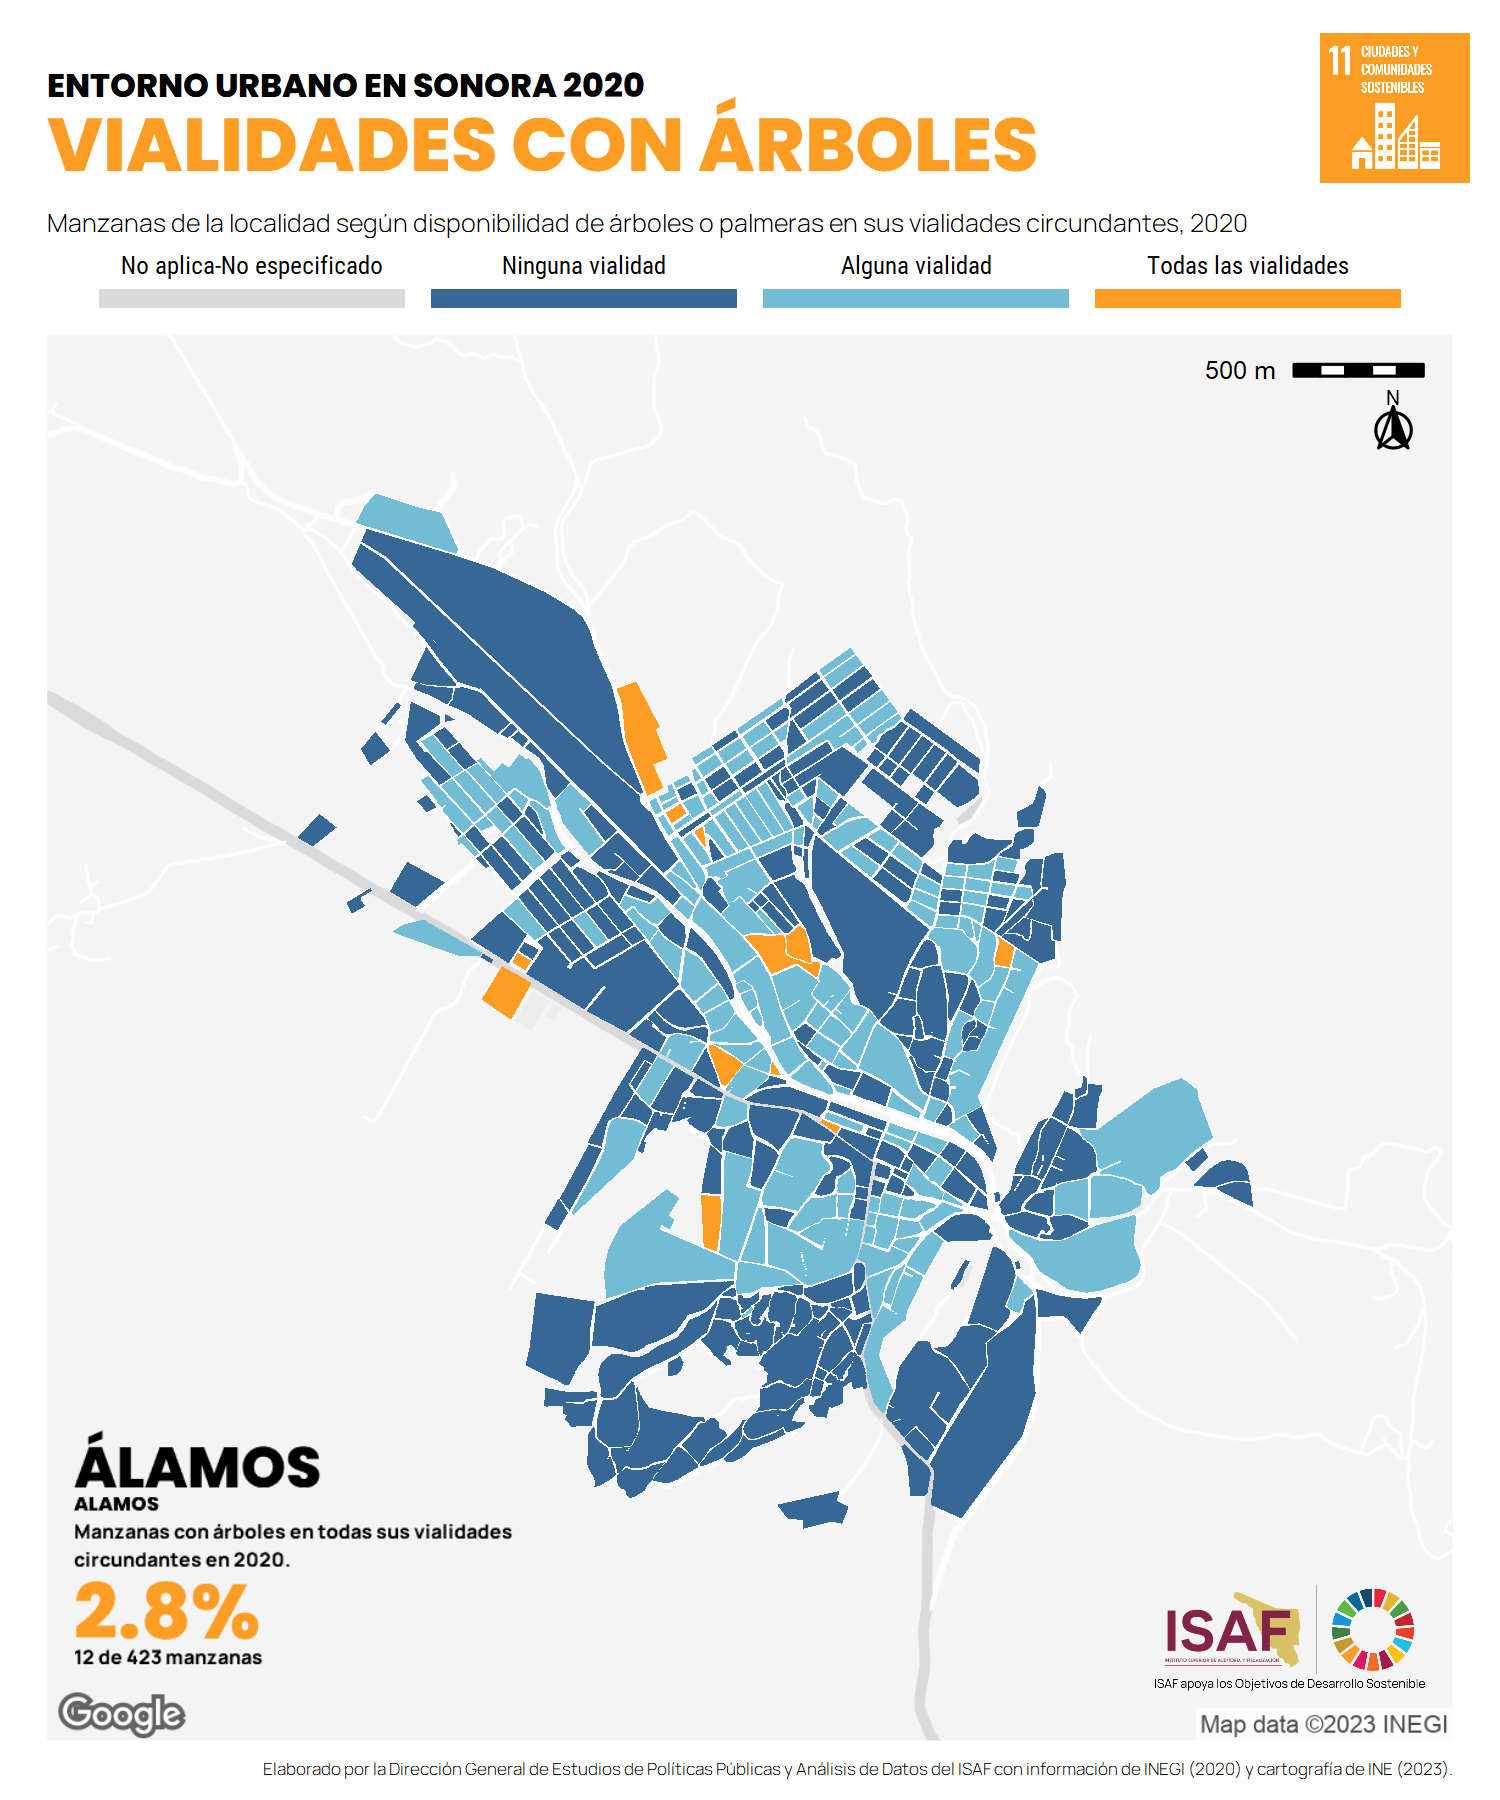 ENTORNO URBANO EN SONORA 2020
VIALIDADES CON ÁRBOLES
11 CIUDADES Y
COMUNIDADES
SOSTENIBLES
Manzanas de la localidad según disponibilidad de árboles o palmeras en sus vialidades circundantes, 2020
No aplica-No especificado Ninguna vialidad Alguna vialidad Todas las vialidades
500 m
N
ÁLAMOS
ALAMOS
Manzanas con árboles en todas sus vialidades
circundantes en 2020.
2.8%
12 de 423 manzanas
ISAF
INSTITUTO SUPERIOR DE AUDITORÍA Y FISCALIZACIÓN
ISAF apoya los Objetivos de Desarrollo Sostenible
Google
Map data ©2023 INEGI
Elaborado por la Dirección General de Estudios de Políticas Públicas y Análisis de Datos del ISAF con información de INEGI (2020) y cartografía de INE (2023).